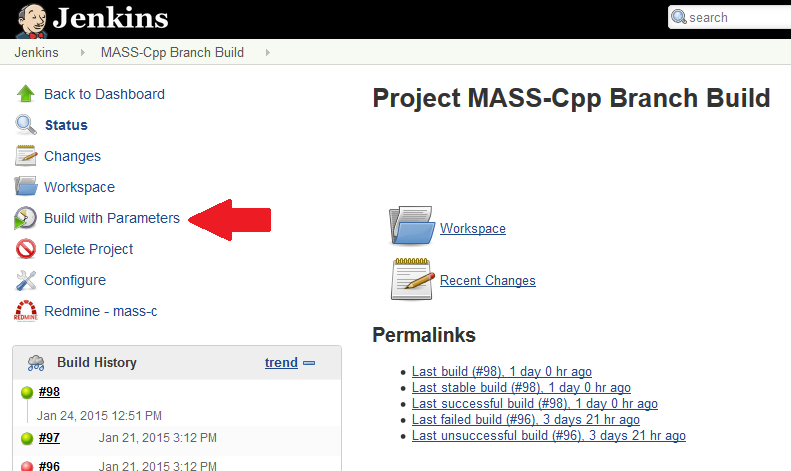 Jenkins
search
Jenkins MASS-Cpp Branch Build
Back to Dashboard
Status
Changes
Workspace
Build with Parameters
Delete Project
Configure
REDMINE Redmine - mass-c
Build History trend
#98
Jan 24, 2015 12:51 PM
#97 Jan 21, 2015 3:12 PM
#96 Jan 21, 2015 3:12 PM
Project MASS-Cpp Branch Build
Workspace
Recent Changes
Permalinks
Last build (#98), 1 day 0 hr ago
Last stable build (#98), 1 day 0 hr ago
Last successful build (#98), 1 day 0 hr ago
Last failed build (#96), 3 days 21 hr ago
Last unsuccessful build (#96), 3 days 21 hr ago